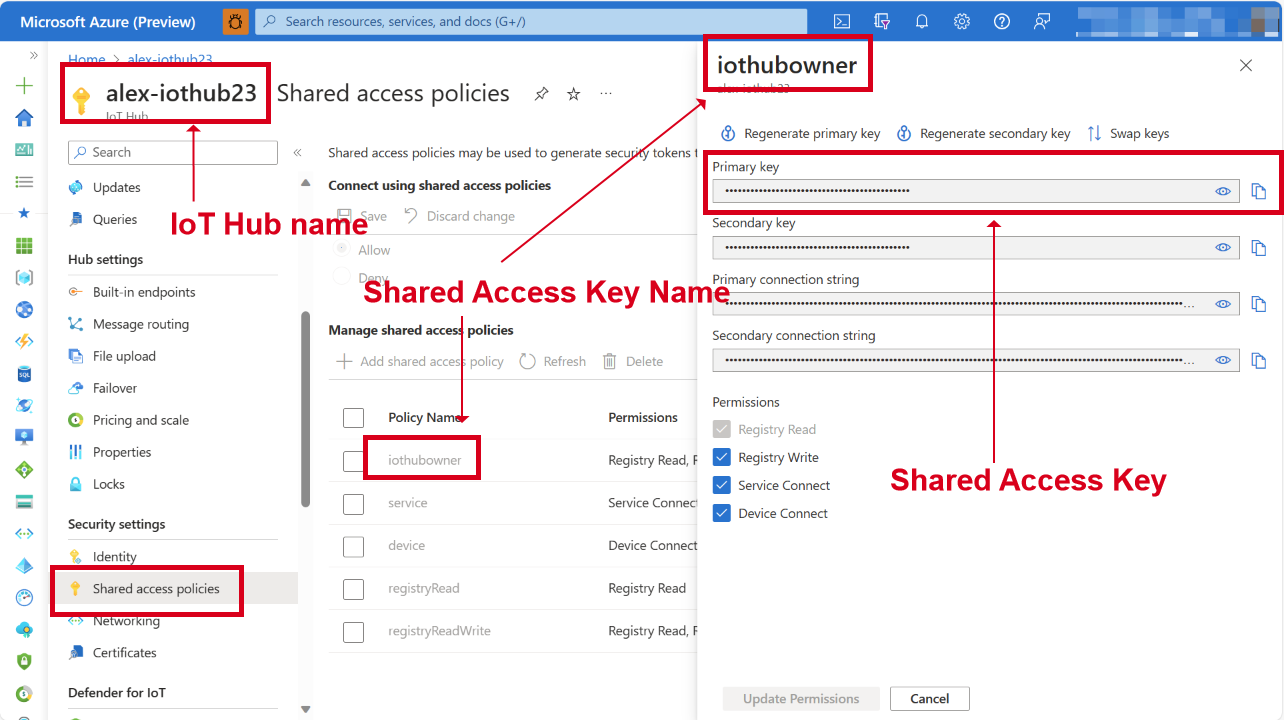 Microsoft Azure (Preview)
Search resources, services, and docs (G+/)
Home > alex-iothub23
alex-iothub23 Shared access policies
IoT Hub
Search
Updates
Queries
IoT Hub name
Hub settings
Built-in endpoints
Message routing
File upload
Failover
Pricing and scale
Properties
Locks
Security settings
Identity
Shared access policies
Networking
Certificates
Defender for IoT
Shared access policies may be used to generate security tokens t
Connect using shared access policies
Save Discard change
Allow
Deny
Shared Access Key Name
Manage shared access policies
Add shared access policy Refresh Delete
Policy Name Permissions
iothubowner Registry Read, R
service Service Connect
device Device Connect
registryRead Registry Read
registryReadWrite Registry Read, R
iothubowner
alex-iothub23
Regenerate primary key Regenerate secondary key Swap keys
Primary key
Secondary key
Primary connection string
Secondary connection string
Permissions
Registry Read
Registry Write
Service Connect
Device Connect
Shared Access Key
Update Permissions Cancel